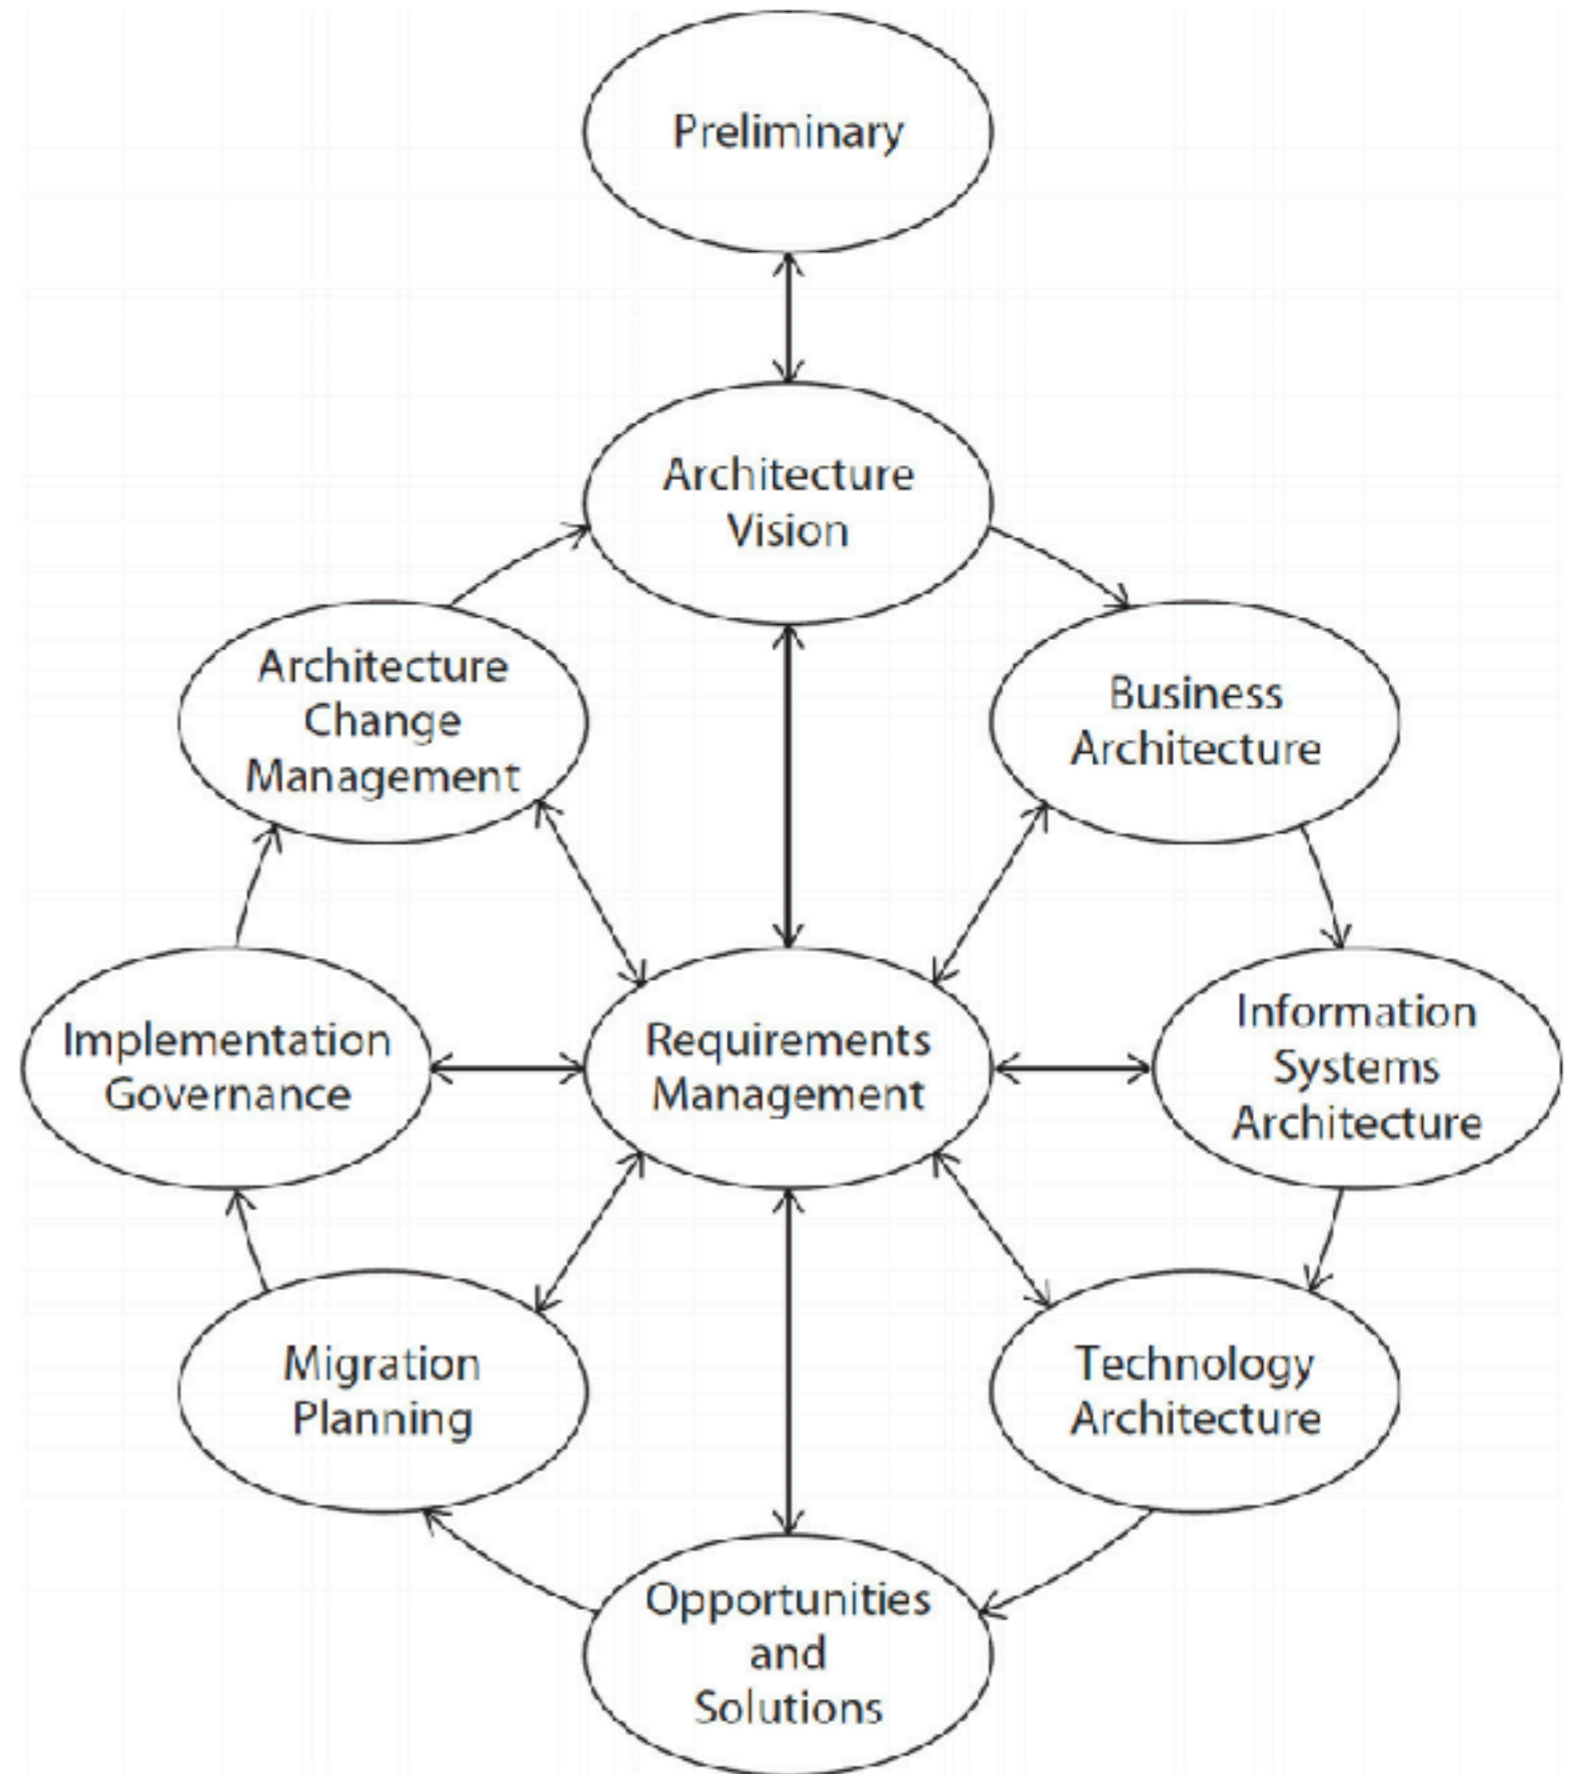 Preliminary
Architecture
Vision
Architecture
Change
Management
Business
Architecture
Implementation
Governance
Requirements
Management
Information
Systems
Architecture
Migration
Planning
Technology
Architecture
Opportunities
and
Solutions